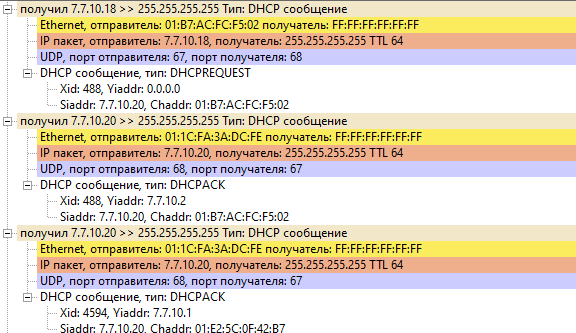 получил 7.7.10.18 >> 255.255.255.255 Тип: DHCP сообщение
Ethernet, отправитель: 01:B7:AC:FC:F5:02 получатель: FF:FF:FF:FF:FF:FF
IP пакет, отправитель: 7.7.10.18, получатель: 255.255.255.255 TTL 64
UDP, порт отправителя: 67, порт получателя: 68
DHCP сообщение, тип: DHCPREQUEST
Xid: 488, Yiaddr: 0.0.0.0
Siaddr: 7.7.10.20, Chaddr: 01:B7:AC:FC:F5:02
получил 7.7.10.20 >> 255.255.255.255 Тип: DHCP сообщение
Ethernet, отправитель: 01:1C:FA:3A:DC:FE получатель: FF:FF:FF:FF:FF:FF
IP пакет, отправитель: 7.7.10.20, получатель: 255.255.255.255 TTL 64
UDP, порт отправителя: 68, порт получателя: 67
DHCP сообщение, тип: DHCPACK
Xid: 488, Yiaddr: 7.7.10.2
Siaddr: 7.7.10.20, Chaddr: 01:B7:AC:FC:F5:02
получил 7.7.10.20 >> 255.255.255.255 Тип: DHCP сообщение
Ethernet, отправитель: 01:1C:FA:3A:DC:FE получатель: FF:FF:FF:FF:FF:FF
IP пакет, отправитель: 7.7.10.20, получатель: 255.255.255.255 TTL 64
UDP, порт отправителя: 68, порт получателя: 67
DHCP сообщение, тип: DHCPACK
Xid: 4594, Yiaddr: 7.7.10.1
Siaddr: 7.7.10.20, Chaddr: 01:E2:5C:0F:42:B7